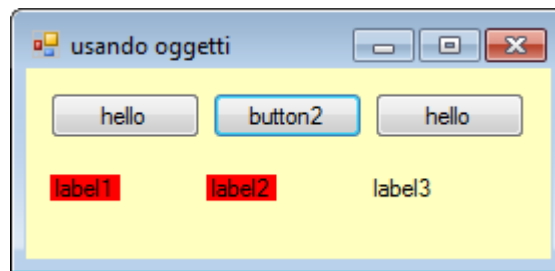 usando oggetti
hello button2 hello
label1 label2 label3